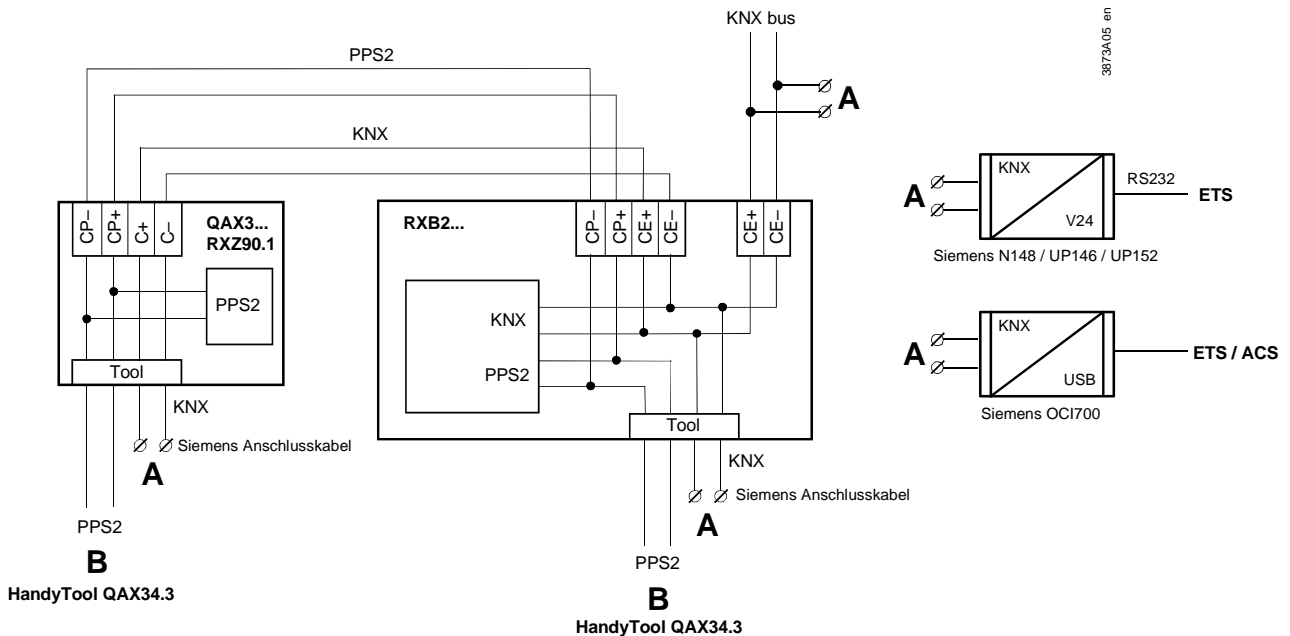 KNX bus
3873A05 en
PPS2
A
KNX
CP–
CP+
C+
C–
QAX3...
RXZ90.1
PPS2
Tool
KNX
Siemens Anschlusskabel
A
PPS2
B
HandyTool QAX34.3
RXB2...
CP–
CP+
CE+
CE–
CE+
CE–
KNX
PPS2
Tool
KNX
Siemens Anschlusskabel
A
PPS2
B
HandyTool QAX34.3
A
KNX
V24
RS232
ETS
Siemens N148 / UP146 / UP152
A
KNX
USB
ETS / ACS
Siemens OCI700